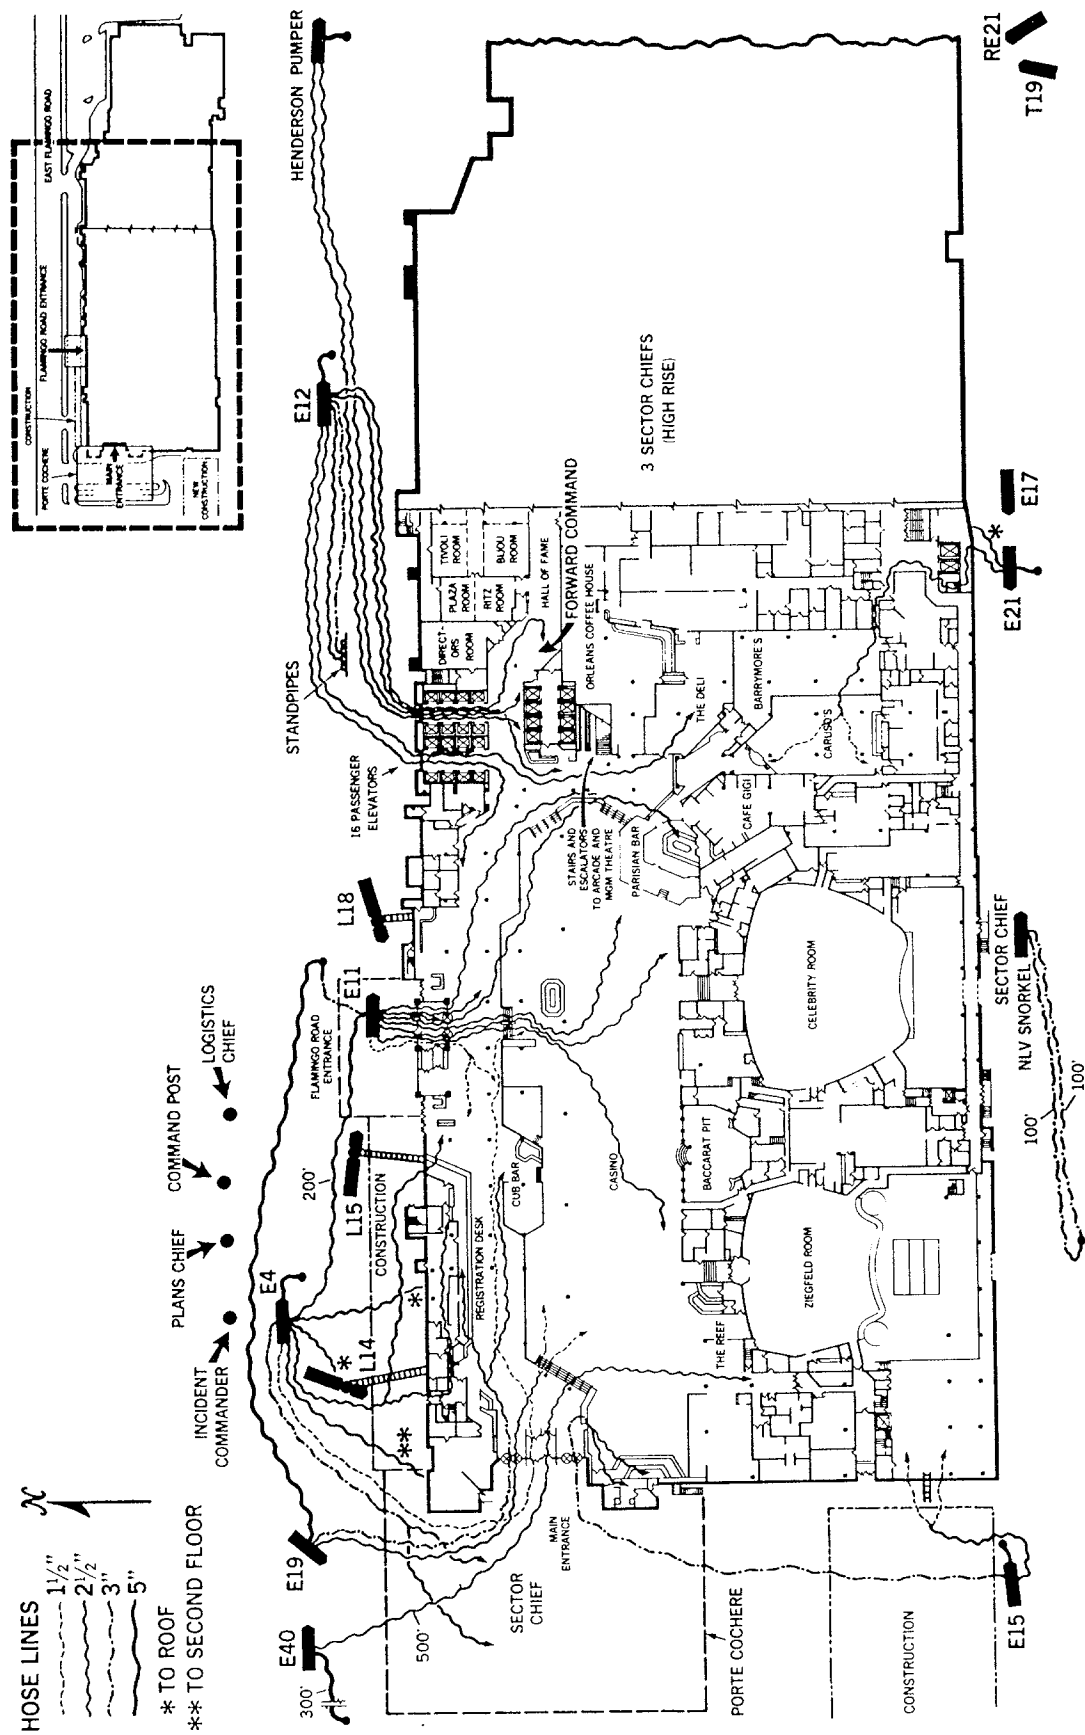 HOSE LINES
1½"
2½"
3"
5"
* TO ROOF
** TO SECOND FLOOR
N
INCIDENT
COMMANDER
PLANS CHIEF
COMMAND POST
LOGISTICS
CHIEF
EAST FLAMINGO ROAD
FLAMINGO ROAD ENTRANCE
CONSTRUCTION
PORTE COCHERE
MAIN
ENTRANCE
NEW
CONSTRUCTION
HENDERSON PUMPER
E12
STANDPIPES
16 PASSENGER
ELEVATORS
L18
E11
FLAMINGO ROAD
ENTRANCE
200'
L15
CONSTRUCTION
E4
*
*
L14
**
E19
E40
300'
500'
SECTOR
CHIEF
MAIN
ENTRANCE
PORTE COCHERE
CONSTRUCTION
E15
REGISTRATION DESK
CUB BAR
CASINO
THE REEF
ZIEGFELD ROOM
BACCARAT PIT
CELEBRITY ROOM
CAFE GIGI
PARISIAN BAR
STAIRS AND
ESCALATORS
TO ARCADE AND
MGM THEATRE
CARUSO'S
BARRYMORE'S
THE DELI
ORLEANS COFFEE HOUSE
FORWARD COMMAND
HALL OF FAME
DIRECT-
ORS
ROOM
PLAZA
ROOM
RITZ
ROOM
TIVOLI
ROOM
BIJOU
ROOM
3 SECTOR CHIEFS
(HIGH RISE)
SECTOR CHIEF
NLV SNORKEL
100'
100'
E21
*
E17
T19
RE21